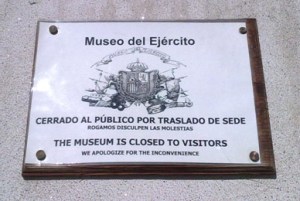 Museo del Ejército
CERRADO AL PÚBLICO POR TRASLADO DE SEDE
ROGAMOS DISCULPEN LAS MOLESTIAS
THE MUSEUM IS CLOSED TO VISITORS
WE APOLOGIZE FOR THE INCONVENIENCE